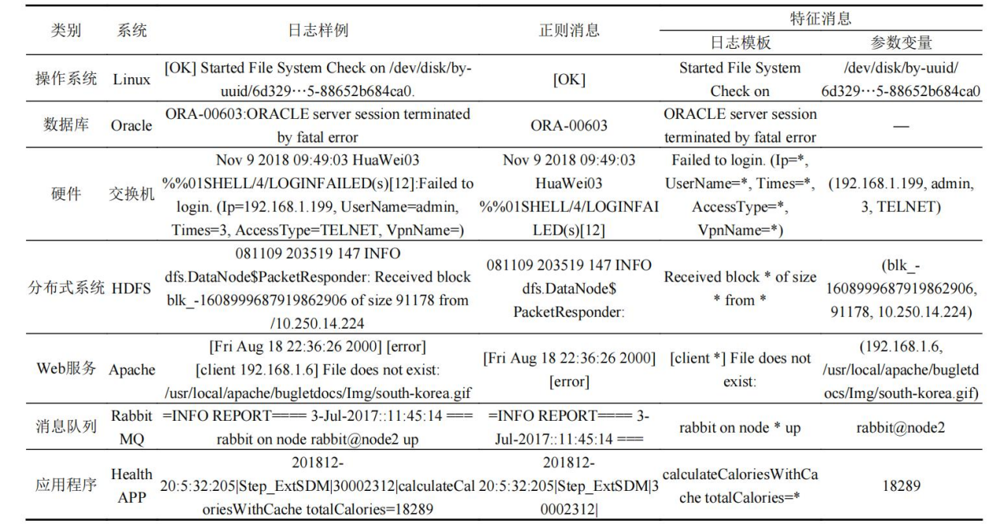 类别 系统 日志样例 正则消息 特征消息
日志模板 参数变量
操作系统 Linux
[OK] Started File System Check on /dev/disk/by-
uuid/6d329⋯5-88652b684ca0.
[OK]
Started File System
Check on
/dev/disk/by-uuid/
6d329⋯5-88652b684ca0
数据库 Oracle
ORA-00603:ORACLE server session terminated
by fatal error
ORA-00603
ORACLE server session
terminated by fatal error
—
硬件 交换机
Nov 9 2018 09:49:03 HuaWei03
%%01SHELL/4/LOGINFAILED(s)[12]:Failed to
login. (Ip=192.168.1.199, UserName=admin,
Times=3, AccessType=TELNET, VpnName=)
Nov 9 2018 09:49:03
HuaWei03
%%01SHELL/4/LOGINFAI
LED(s)[12]
Failed to login. (Ip=*,
UserName=*, Times=*,
AccessType=*,
VpnName=*)
(192.168.1.199, admin,
3, TELNET)
分布式系统 HDFS
081109 203519 147 INFO
dfs.DataNode$PacketResponder: Received block
blk_-1608999687919862906 of size 91178 from
/10.250.14.224
081109 203519 147 INFO
dfs.DataNode$
PacketResponder:
Received block * of size
* from *
(blk_-
1608999687919862906,
91178, 10.250.14.224)
Web服务 Apache
[Fri Aug 18 22:36:26 2000] [error]
[client 192.168.1.6] File does not exist:
/usr/local/apache/bugletdocs/Img/south-korea.gif
[Fri Aug 18 22:36:26 2000]
[error]
[client *] File does not
exist:
(192.168.1.6,
/usr/local/apache/bugletd
ocs/Img/south-korea.gif)
消息队列
Rabbit
MQ
=INFO REPORT==== 3-Jul-2017::11:45:14 ===
rabbit on node rabbit@node2 up
=INFO REPORT==== 3-
Jul-2017::11:45:14 ===
rabbit on node * up
rabbit@node2
应用程序
Health
APP
201812-
20:5:32:205|Step_ExtSDM|30002312|calculateCal
oriesWithCache totalCalories=18289
201812-
20:5:32:205|Step_ExtSDM|3
0002312|
calculateCaloriesWithCa
che totalCalories=*
18289